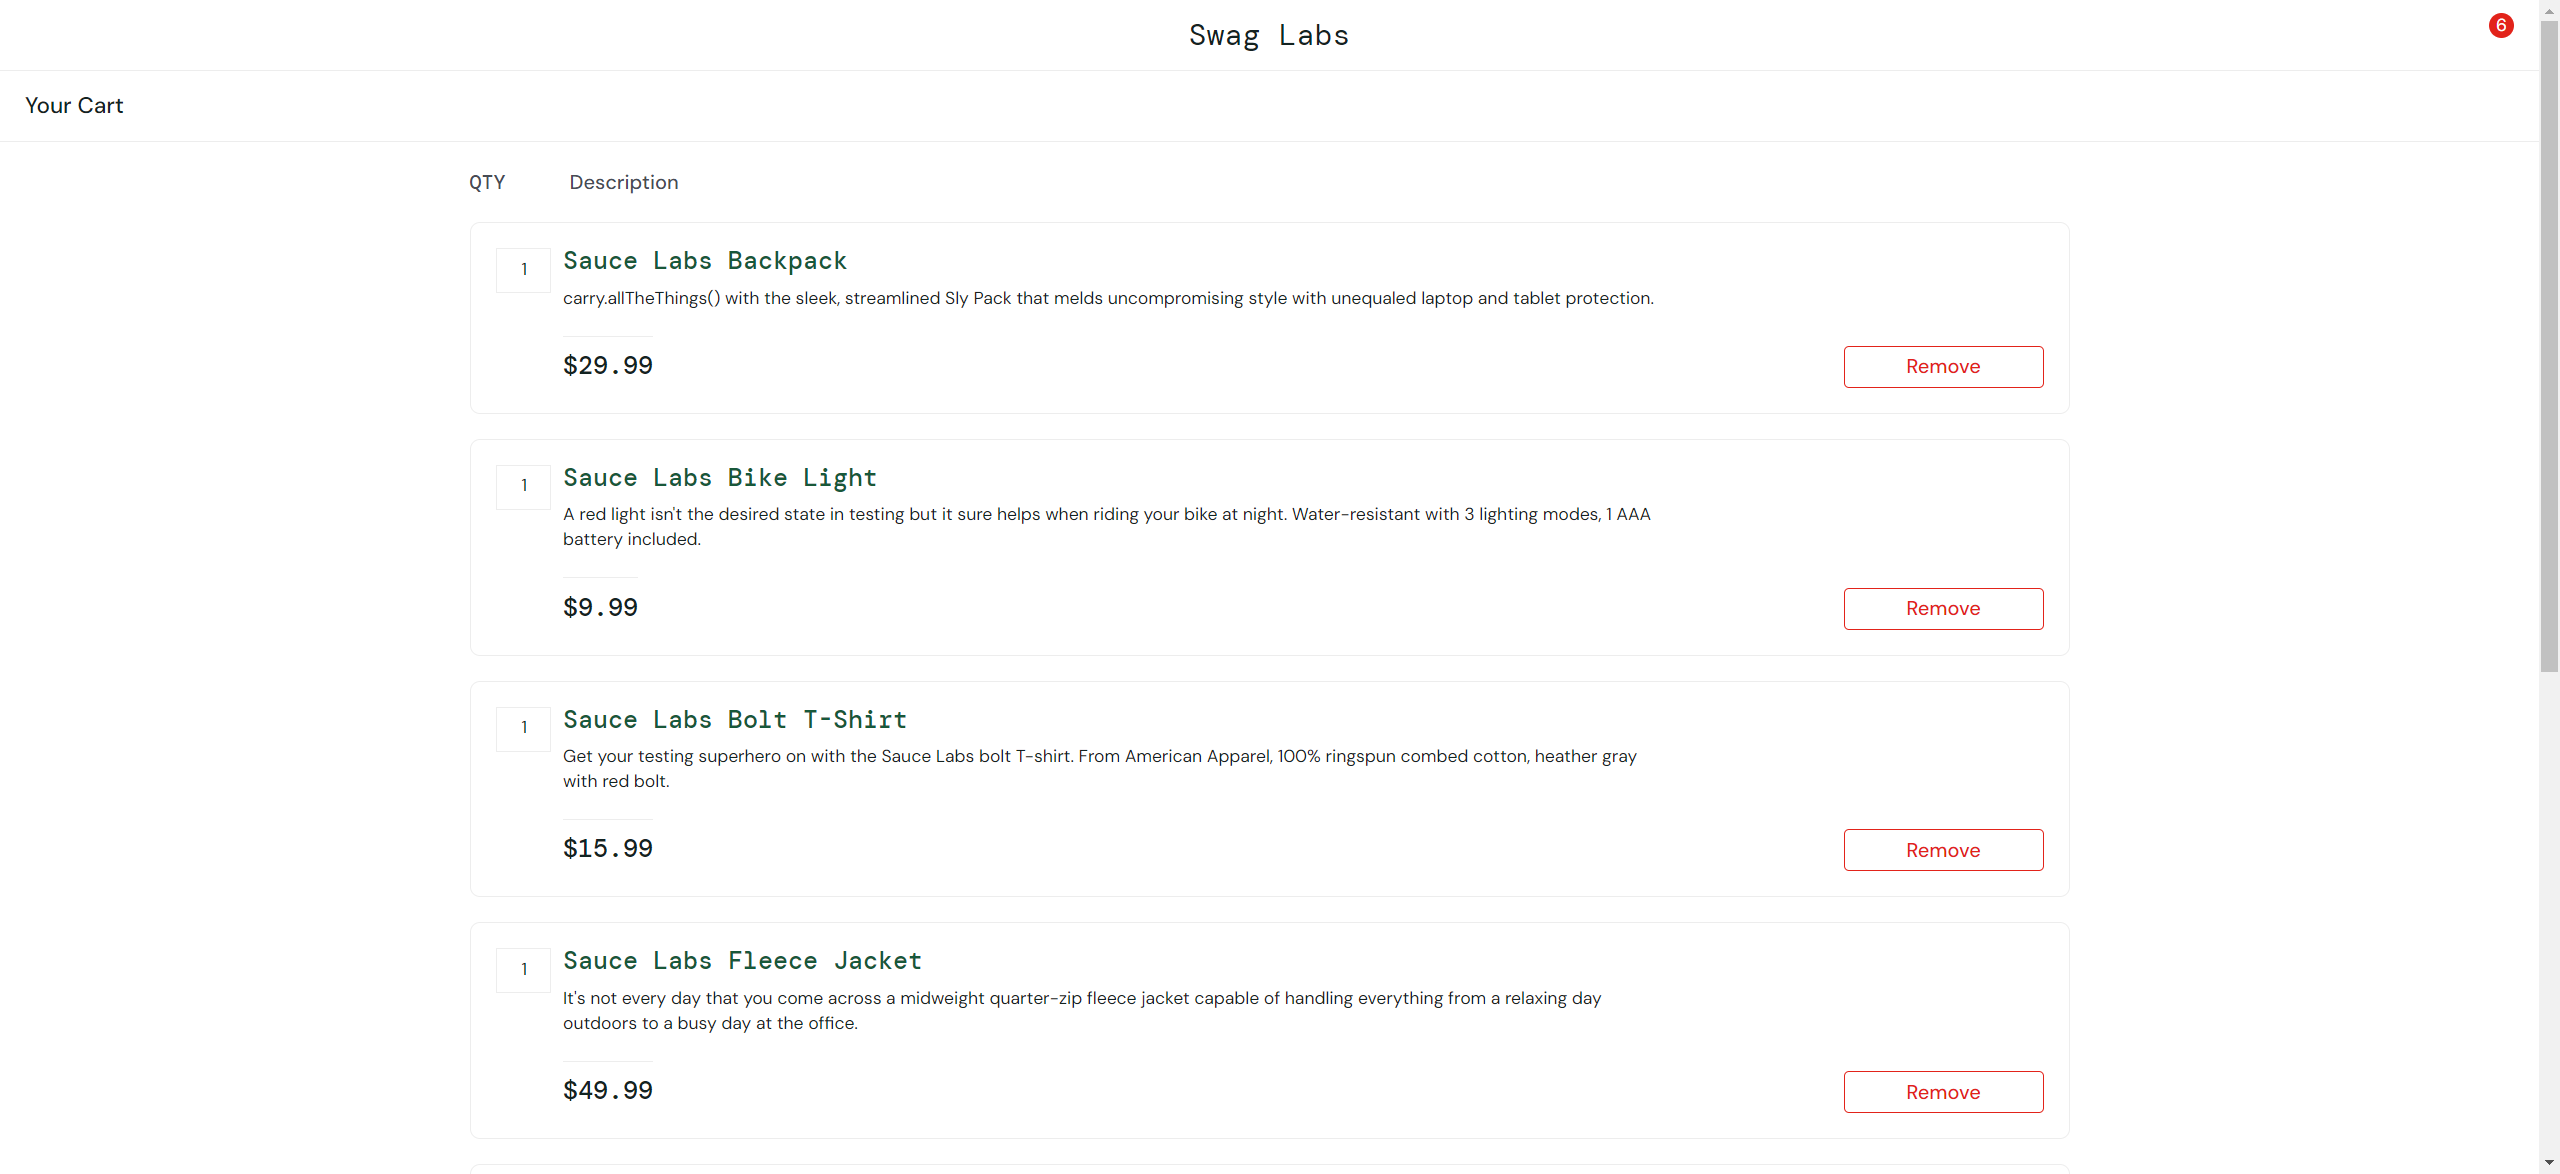 Swag Labs
6
Your Cart
QTY
Description
1
Sauce Labs Backpack
carry.allTheThings() with the sleek, streamlined Sly Pack that melds uncompromising style with unequaled laptop and tablet protection.
$29.99
Remove
1
Sauce Labs Bike Light
A red light isn't the desired state in testing but it sure helps when riding your bike at night. Water-resistant with 3 lighting modes, 1 AAA
battery included.
$9.99
Remove
1
Sauce Labs Bolt T-Shirt
Get your testing superhero on with the Sauce Labs bolt T-shirt. From American Apparel, 100% ringspun combed cotton, heather gray
with red bolt.
$15.99
Remove
1
Sauce Labs Fleece Jacket
It's not every day that you come across a midweight quarter-zip fleece jacket capable of handling everything from a relaxing day
outdoors to a busy day at the office.
$49.99
Remove